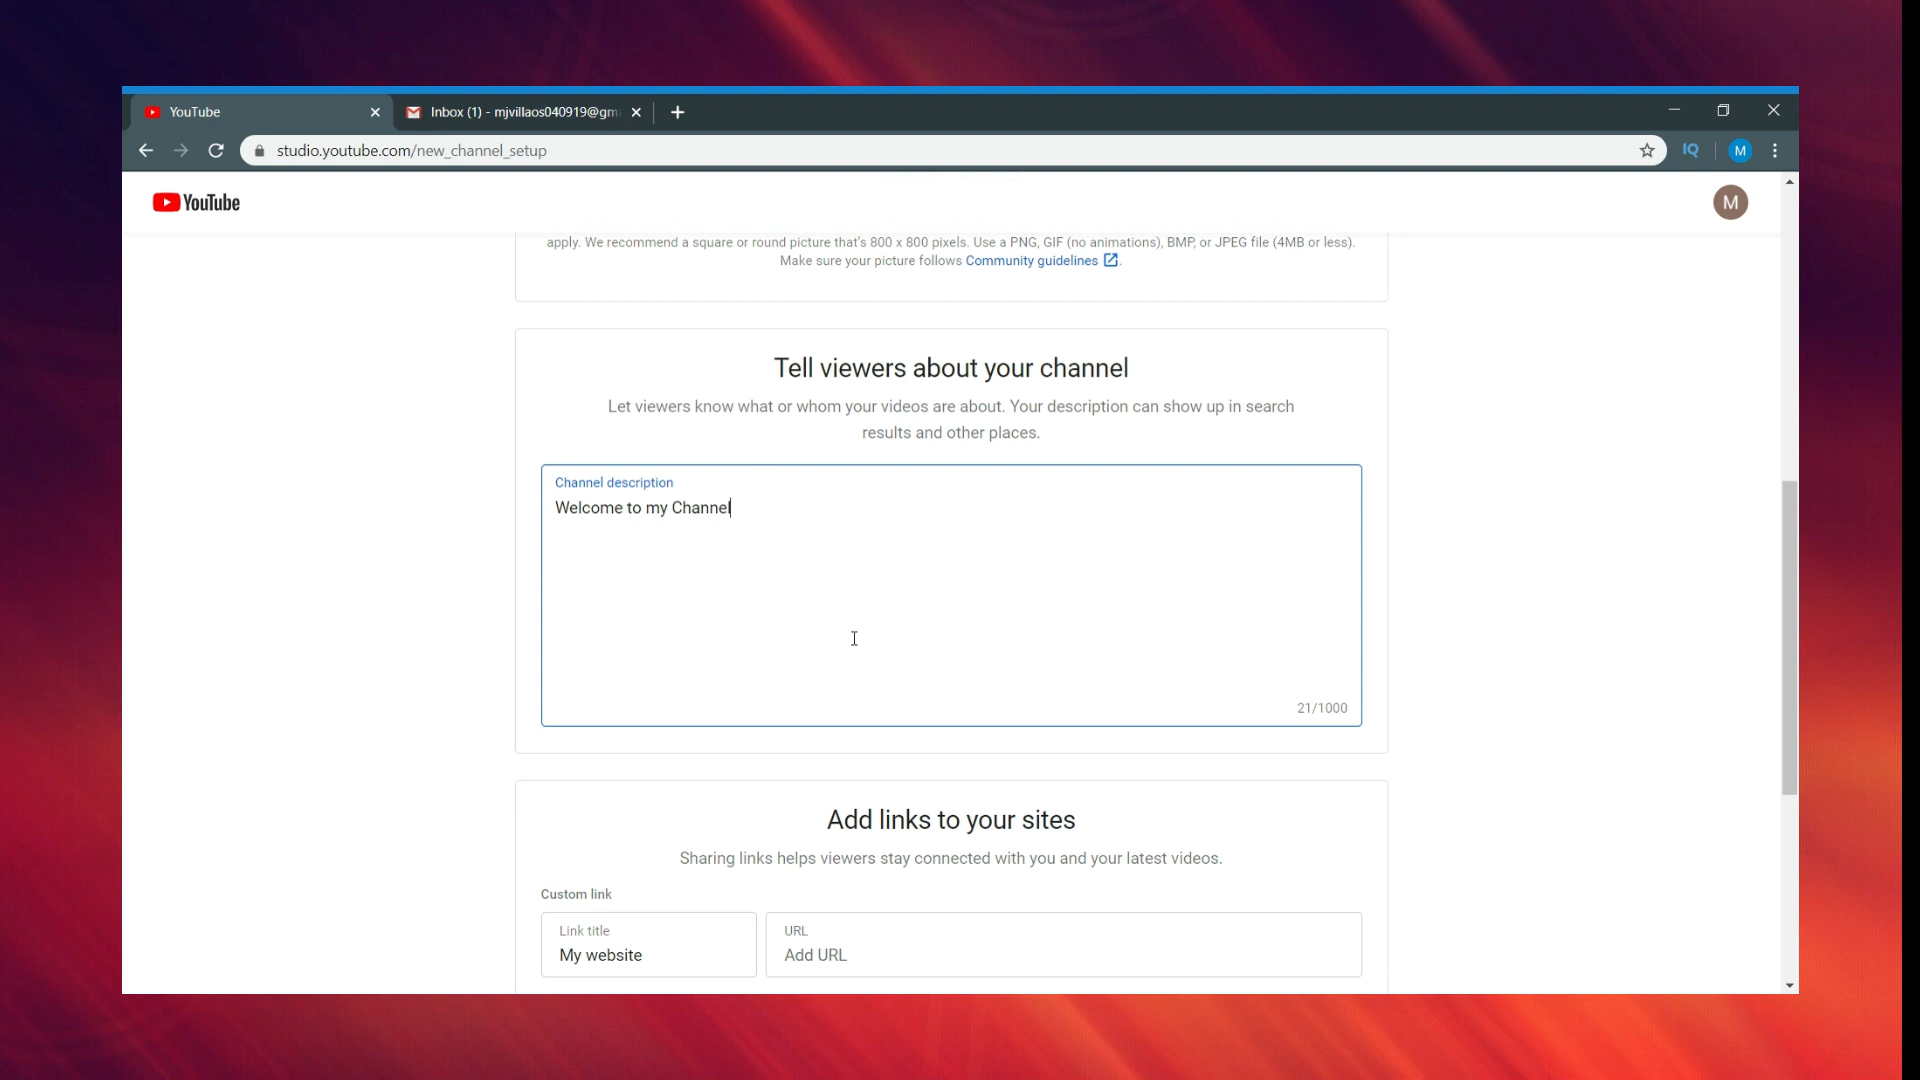 YouTube
Inbox (1) - mjvillaos040919@gm
studio.youtube.com/new_channel_setup
IQ
M
YouTube
M
apply. We recommend a square or round picture that's 800 x 800 pixels. Use a PNG, GIF (no animations), BMP, or JPEG file (4MB or less).
Make sure your picture follows Community guidelines.
Tell viewers about your channel
Let viewers know what or whom your videos are about. Your description can show up in search
results and other places.
Channel description
Welcome to my Channel
21/1000
Add links to your sites
Sharing links helps viewers stay connected with you and your latest videos.
Custom link
Link title
URL
My website
Add URL